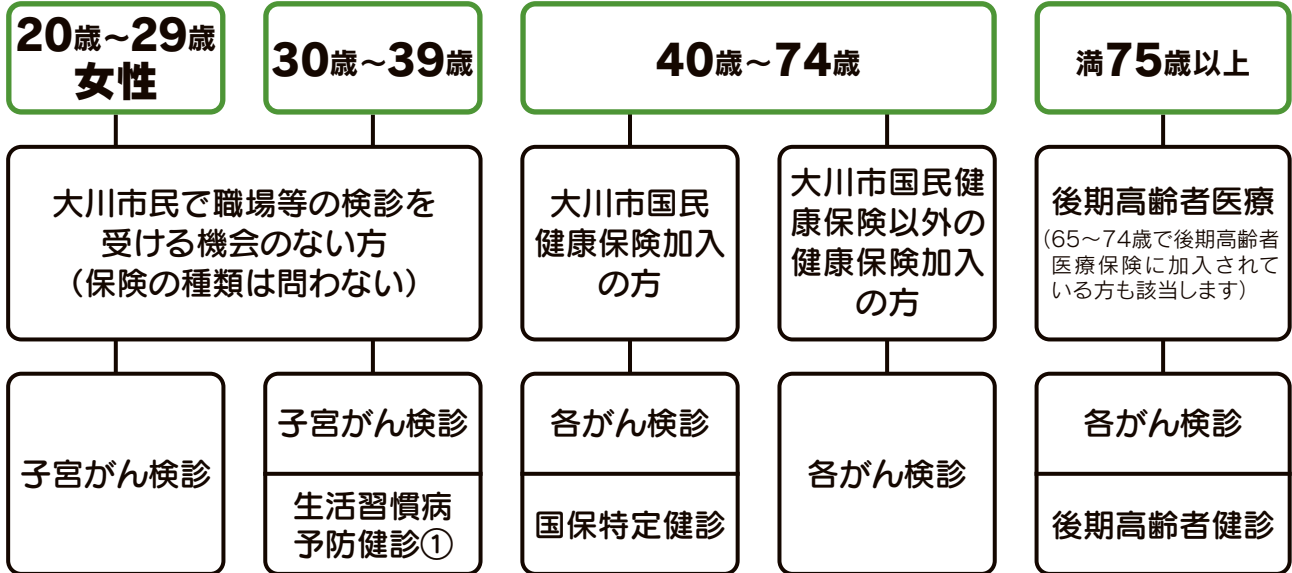 20歳～29歳
女性
30歳～39歳
40歳～74歳
満75歳以上
大川市民で職場等の検診を
受ける機会のない方
（保険の種類は問わない）
大川市国民
健康保険加入
の方
大川市国民健
康保険以外の
健康保険加入
の方
後期高齢者医療
（65～74歳で後期高齢者
医療保険に加入されて
いる方も該当します）
子宮がん検診
子宮がん検診
生活習慣病
予防健診①
各がん検診
国保特定健診
各がん検診
各がん検診
後期高齢者健診